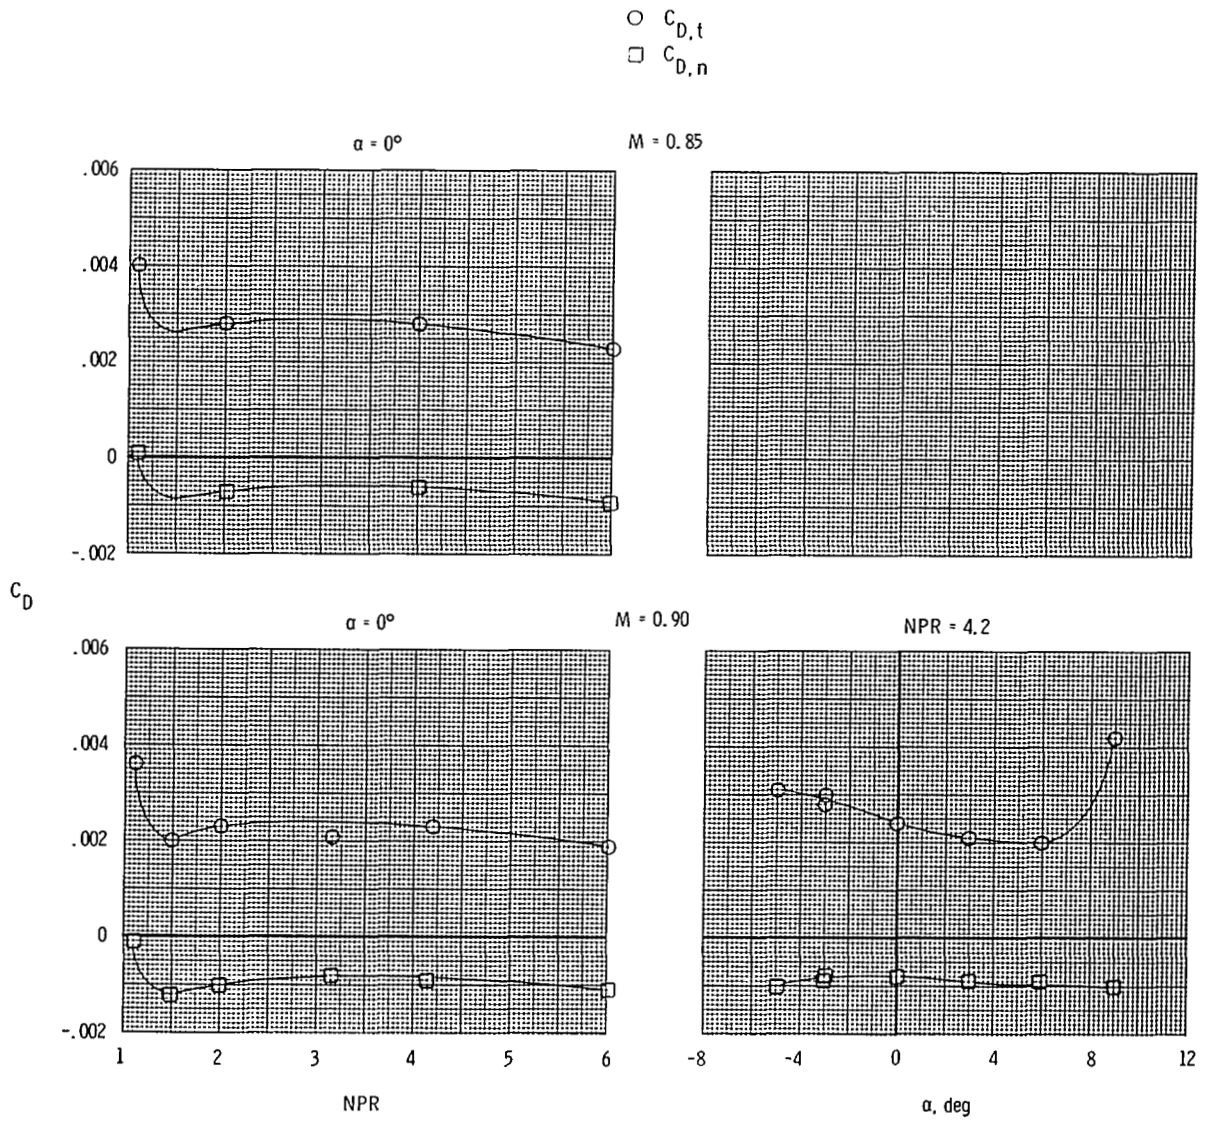 C_D,t
C_D,n
α = 0° M = 0.85
.006
.004
.002
0
-.002
C_D
α = 0° M = 0.90 NPR = 4.2
.006
.004
.002
0
-.002
1 2 3 4 5 6 -8 -4 0 4 8 12
NPR α, deg